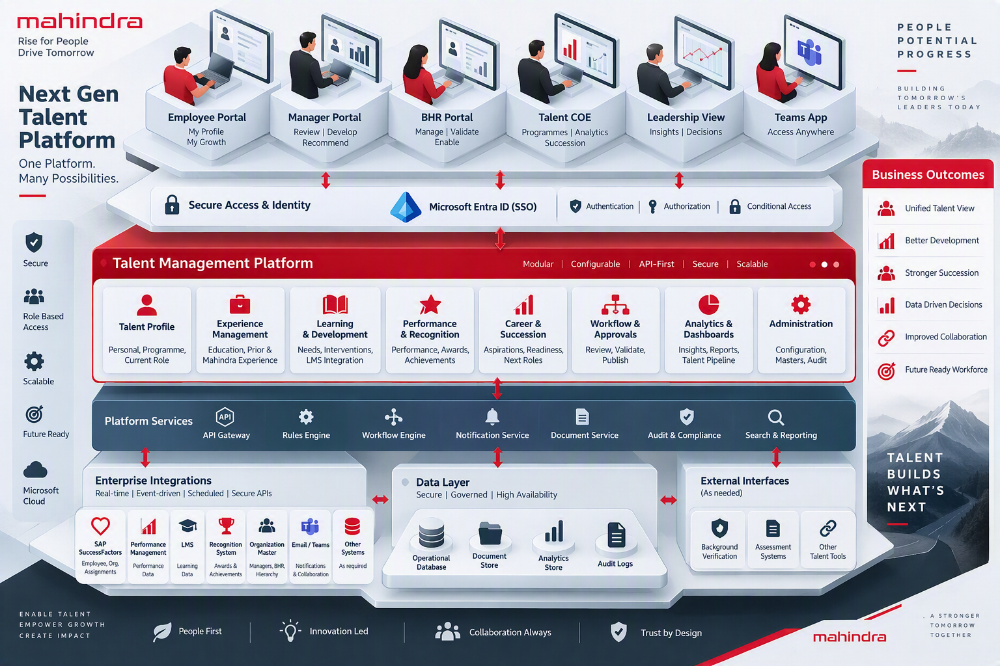 mahindra
Rise for People
Drive Tomorrow
Next Gen
Talent
Platform
One Platform.
Many Possibilities.
PEOPLE
POTENTIAL
PROGRESS
BUILDING
TOMORROW'S
LEADERS TODAY
Employee Portal
My Profile
My Growth
Manager Portal
Review | Develop
Recommend
BHR Portal
Manage | Validate
Enable
Talent COE
Programmes | Analytics
Succession
Leadership View
Insights | Decisions
T
Teams App
Access Anywhere
Secure Access & Identity
Microsoft Entra ID (SSO)
Authentication
Authorization
Conditional Access
Secure
Role Based
Access
Scalable
Future Ready
Microsoft
Cloud
Talent Management Platform
Modular | Configurable | API-First | Secure | Scalable
Talent Profile
Personal, Programme,
Current Role
Experience
Management
Education, Prior &
Mahindra Experience
Learning
& Development
Needs, Interventions,
LMS Integration
Performance
& Recognition
Performance, Awards,
Achievements
Career &
Succession
Aspirations, Readiness,
Next Roles
Workflow &
Approvals
Review, Validate,
Publish
Analytics &
Dashboards
Insights, Reports,
Talent Pipeline
Administration
Configuration,
Masters, Audit
Platform Services
API
API Gateway
Rules Engine
Workflow Engine
Notification Service
Document Service
Audit & Compliance
Search & Reporting
Enterprise Integrations
Real-time | Event-driven | Scheduled | Secure APIs
SAP
SuccessFactors
Employee, Org,
Assignments
Performance
Management
Performance
Data
LMS
Learning
Data
Recognition
System
Awards &
Achievements
Organization
Master
Managers, BHR,
Hierarchy
T
Email / Teams
Notifications
& Collaboration
Other
Systems
As required
Data Layer
Secure | Governed | High Availability
Operational
Database
Document
Store
Analytics
Store
Audit Logs
External Interfaces
(As needed)
Background
Verification
Assessment
Systems
Other
Talent Tools
Business Outcomes
Unified Talent View
Better Development
Stronger Succession
Data Driven Decisions
Improved Collaboration
Future Ready Workforce
TALENT
BUILDS
WHAT'S
NEXT
ENABLE TALENT
EMPOWER GROWTH
CREATE IMPACT
People First
Innovation Led
Collaboration Always
Trust by Design
mahindra
A STRONGER
TOMORROW
TOGETHER